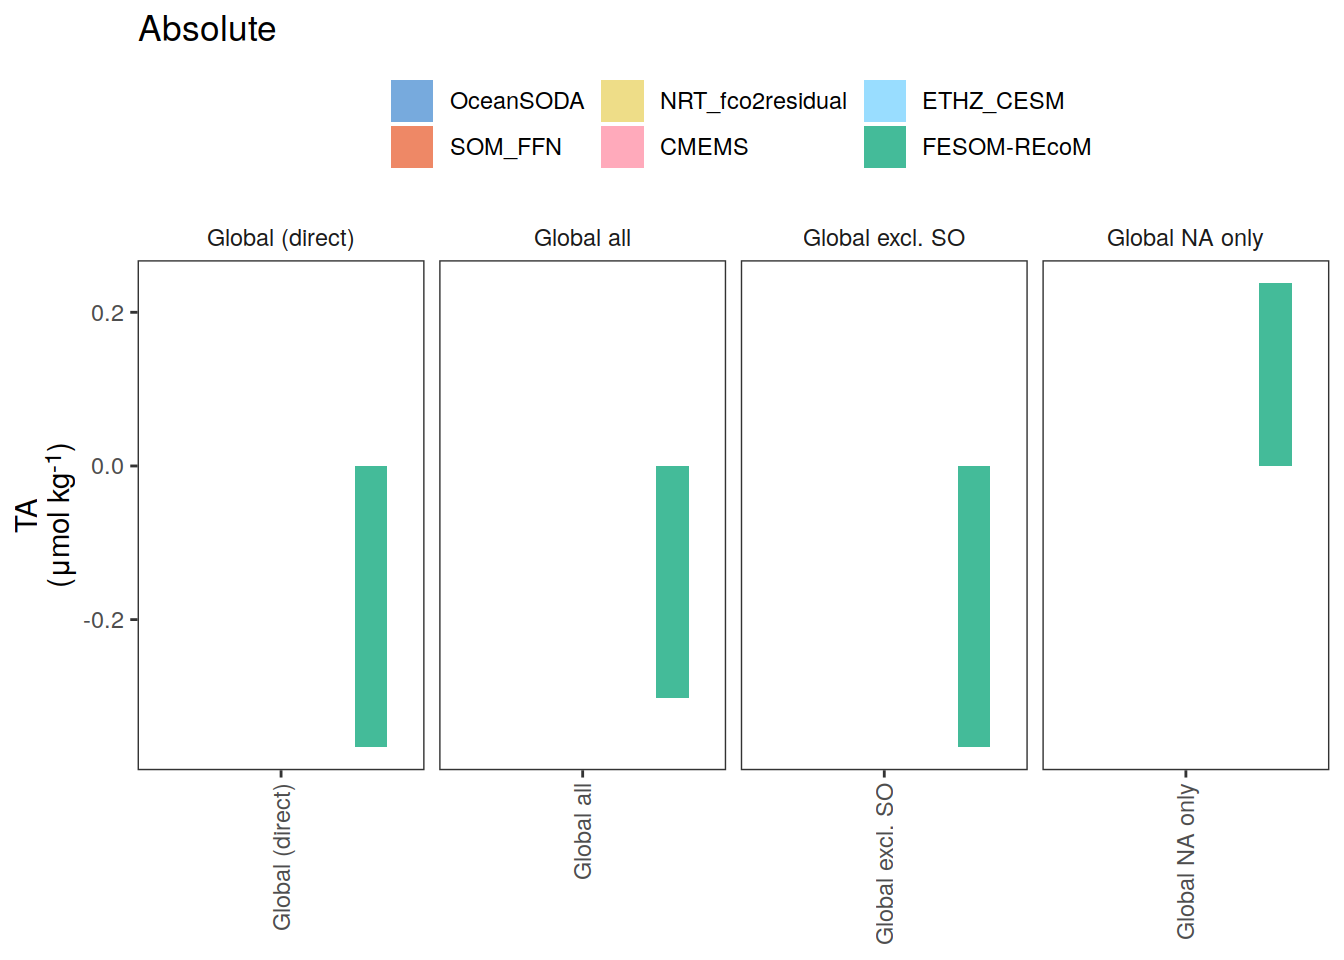 Absolute
OceanSODA NRT_fco2residual ETHZ_CESM
SOM_FFN CMEMS FESOM-REcoM
Global (direct) Global all Global excl. SO Global NA only
0.2
0.0
-0.2
TA
(μmol kg⁻¹)
Global (direct)
Global all
Global excl. SO
Global NA only